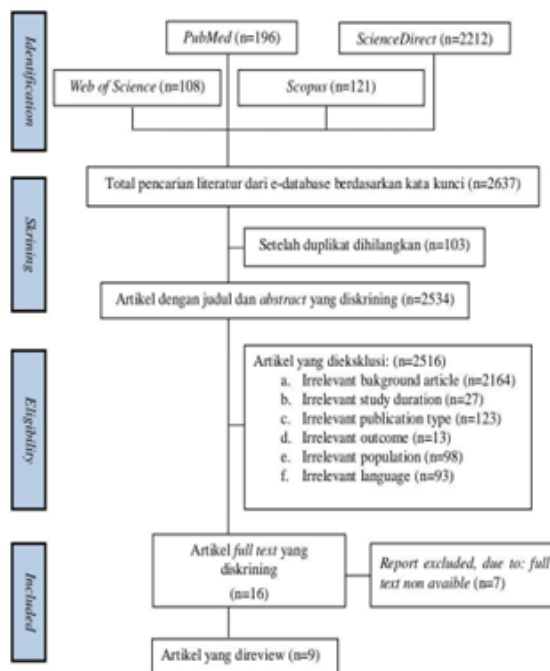 Identification
PubMed (n=196)
ScienceDirect (n=2212)
Web of Science (n=108)
Scopus (n=121)
Total pencarian literatur dari e-database berdasarkan kata kunci (n=2637)
Skrining
Setelah duplikat dihilangkan (n=103)
Artikel dengan judul dan abstract yang diskrining (n=2534)
Eligibility
Artikel yang dieksklusi: (n=2516)
a. Irrelevant bakground article (n=2164)
b. Irrelevant study duration (n=27)
c. Irrelevant publication type (n=123)
d. Irrelevant outcome (n=13)
e. Irrelevant population (n=98)
f. Irrelevant language (n=93)
Included
Artikel full text yang
diskrining
(n=16)
Report excluded, due to: full
text non avaible (n=7)
Artikel yang direview (n=9)